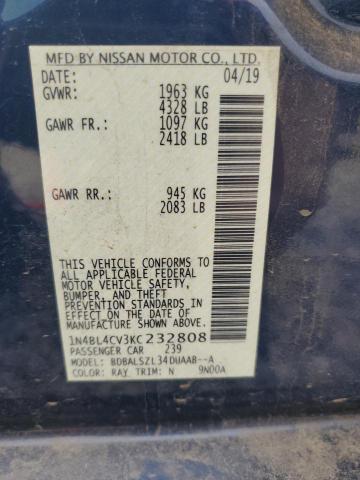 MFD BY NISSAN MOTOR CO., LTD.
DATE: 04/19
GVWR: 1963 KG
4328 LB
GAWR FR.: 1097 KG
2418 LB
GAWR RR.: 945 KG
2083 LB
THIS VEHICLE CONFORMS TO
ALL APPLICABLE FEDERAL
MOTOR VEHICLE SAFETY,
BUMPER, AND THEFT
PREVENTION STANDARDS IN
EFFECT ON THE DATE OF
MANUFACTURE SHOWN ABOVE.
1N4BL4CV3KC232808
PASSENGER CAR 239
MODEL: BDBALSZL34DUAAB--A
COLOR: RAY TRIM: N 9N00A